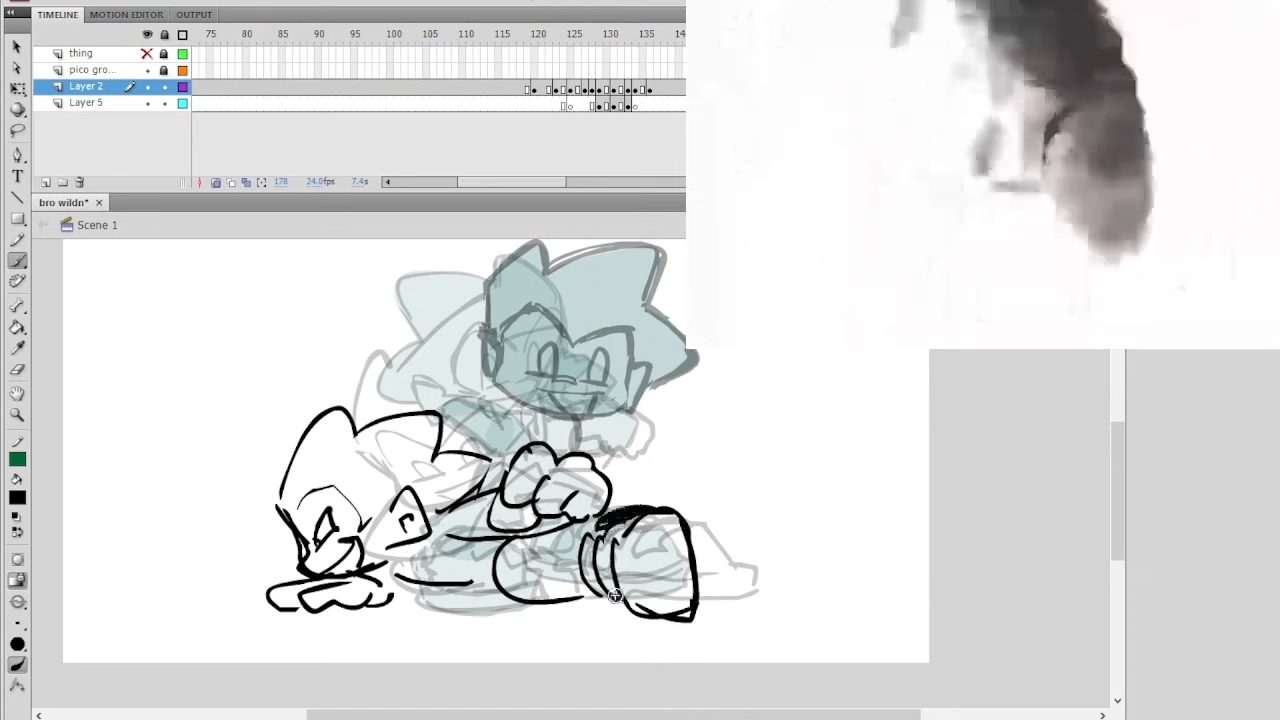 TIMELINE MOTION EDITOR OUTPUT
75 80 85 90 95 100 105 110 115 120 125 130 135 14
thing
pico gro...
Layer 2
Layer 5
178 24.0fps 7.4s
bro wildn* ×
Scene 1